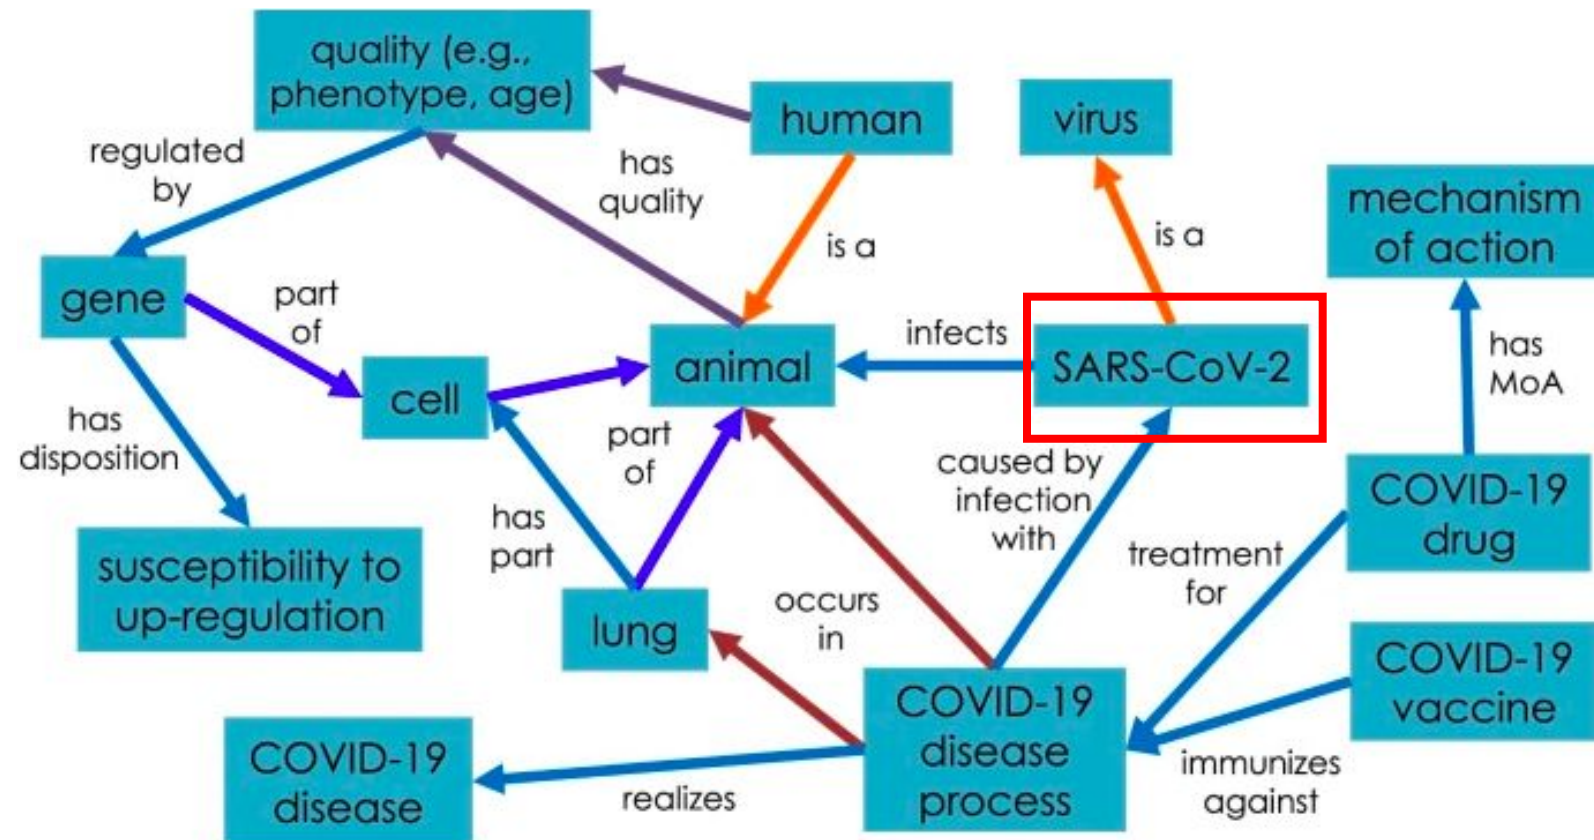 quality (e.g.,
phenotype, age)
human
virus
regulated
by
has
quality
mechanism
of action
is a
is a
gene
part
of
infects
animal
SARS-CoV-2
has
MoA
cell
has
disposition
part
of
caused by
infection
with
COVID-19
drug
has
part
treatment
for
susceptibility to
up-regulation
lung
occurs
in
COVID-19
vaccine
COVID-19
disease
process
COVID-19
disease
realizes
immunizes
against